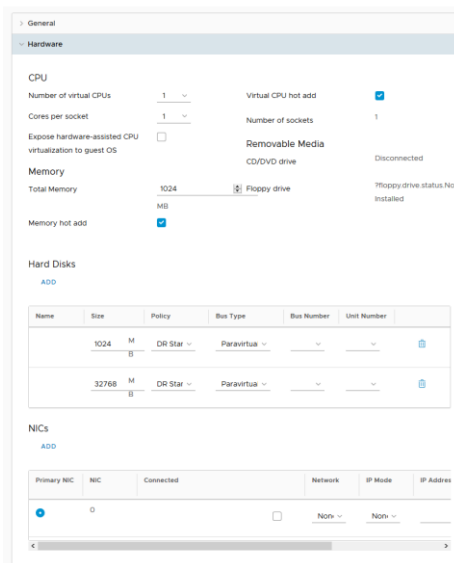 General
Hardware
CPU
Number of virtual CPUs 1 Virtual CPU hot add
Cores per socket 1 Number of sockets 1
Expose hardware-assisted CPU
virtualization to guest OS
Removable Media
CD/DVD drive Disconnected
Memory
Total Memory 1024 Floppy drive ?floppy.drive.status.No
Installed
MB
Memory hot add
Hard Disks
ADD
Name Size Policy Bus Type Bus Number Unit Number
1024 M
B DR Star Paravirtua
32768 M
B DR Star Paravirtua
NICs
ADD
Primary NIC NIC Connected Network IP Mode IP Addres
0 Non Non